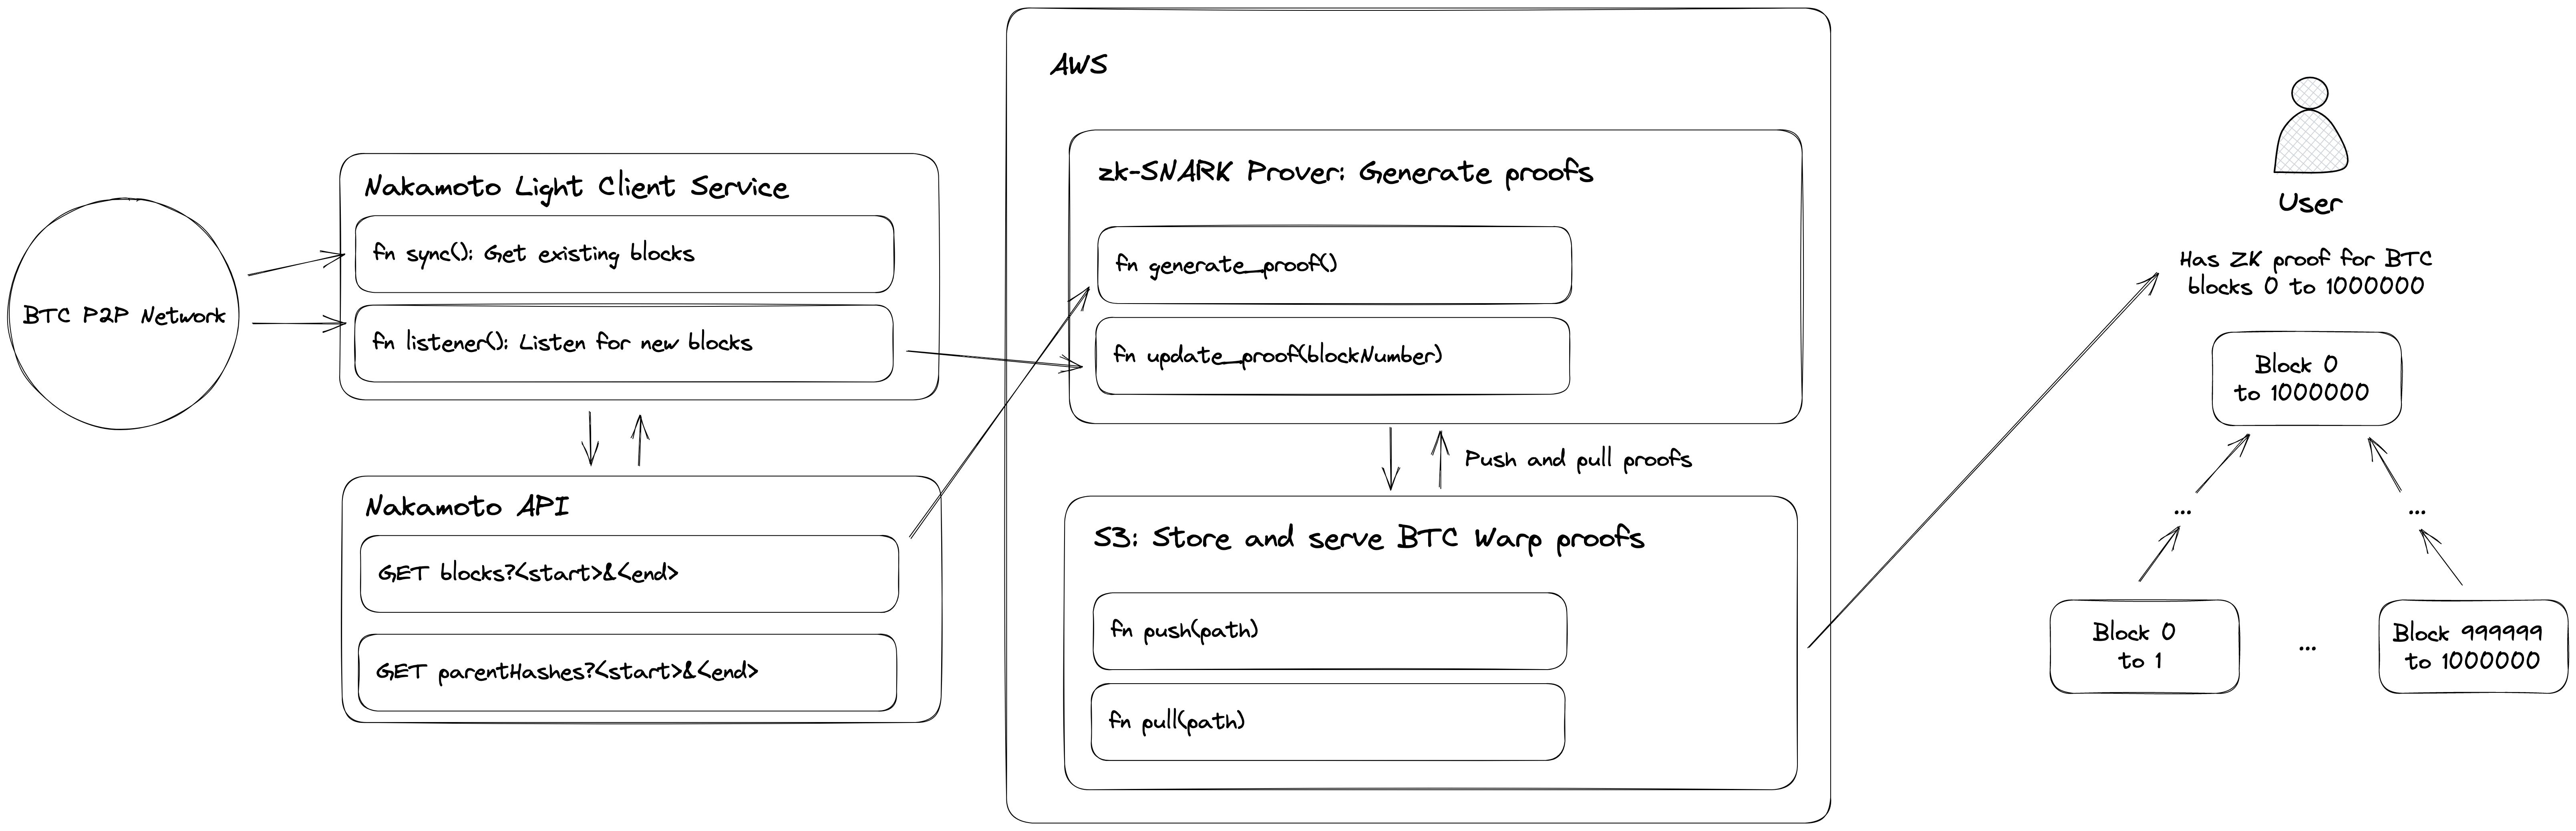 BTC P2P Network
Nakamoto Light Client Service
fn sync(): Get existing blocks
fn listener(): Listen for new blocks
Nakamoto API
GET blocks?<start>&<end>
GET parentHashes?<start>&<end>
AWS
zk-SNARK Prover: Generate proofs
fn generate_proof()
fn update_proof(blockNumber)
Push and pull proofs
S3: Store and serve BTC Warp proofs
fn push(path)
fn pull(path)
User
Has ZK proof for BTC
blocks 0 to 1000000
Block 0
to 1000000
...
...
Block 0
to 1
...
Block 999999
to 1000000